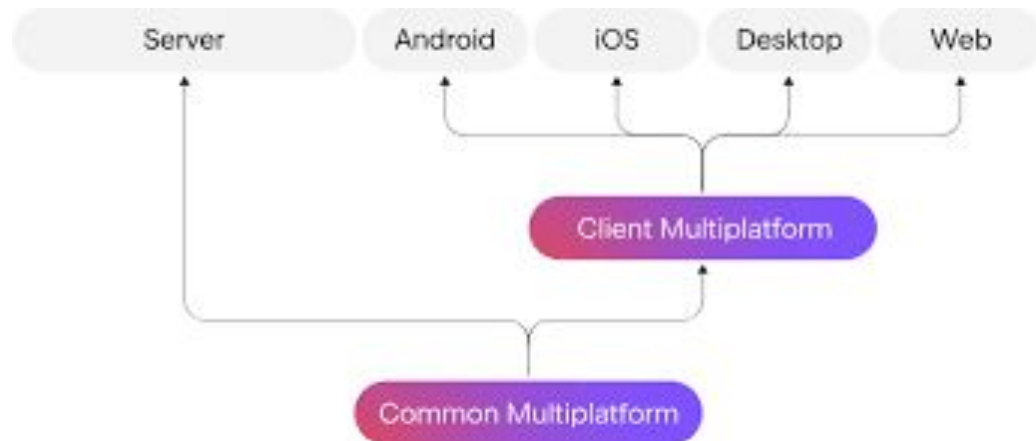 Server
Android
iOS
Desktop
Web
Client Multiplatform
Common Multiplatform